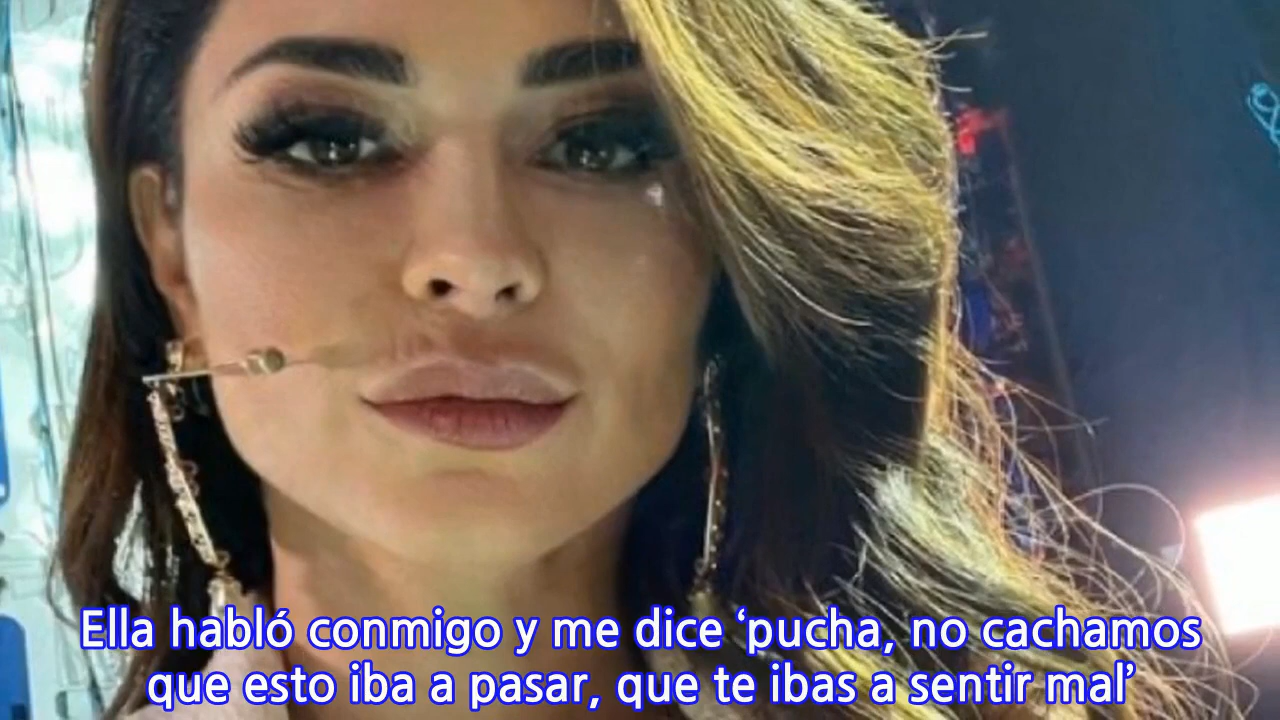 Ella habló conmigo y me dice ‘pucha, no cachamos
que esto iba a pasar, que te ibas a sentir mal’